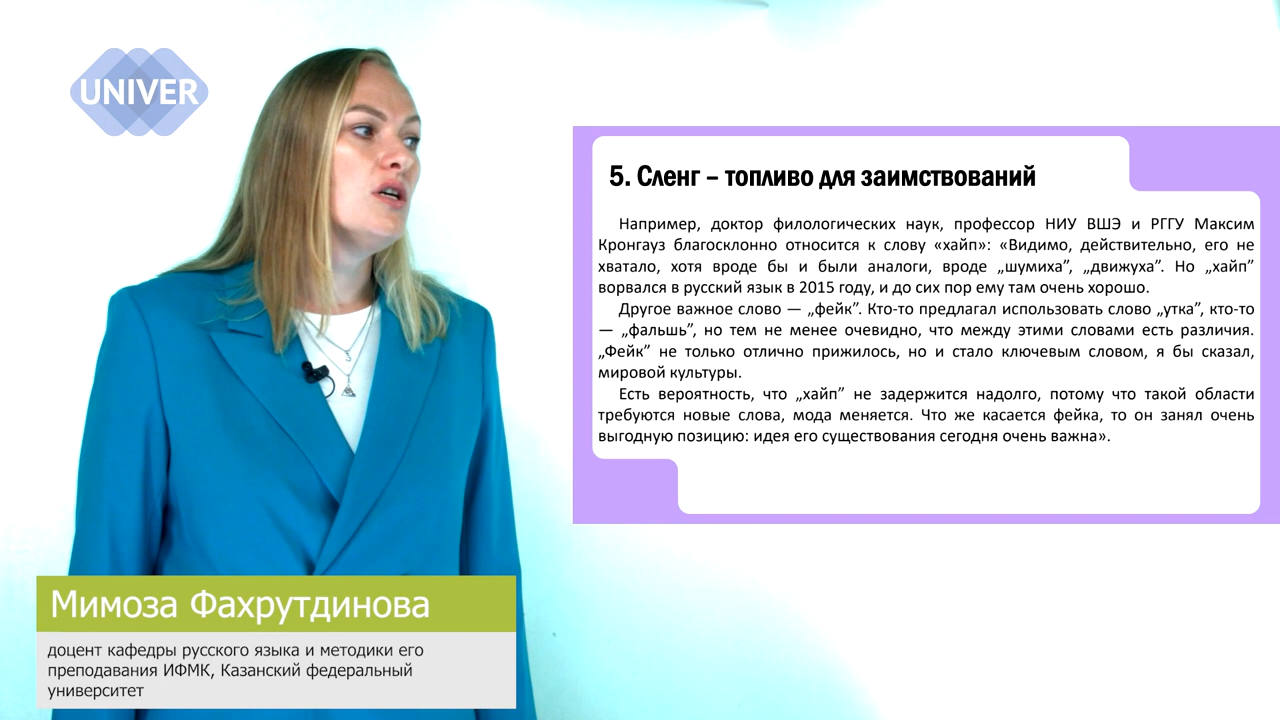 UNIVER
5. Сленг – топливо для заимствований
Например, доктор филологических наук, профессор НИУ ВШЭ и РГГУ Максим
Кронгауз благосклонно относится к слову «хайп»: «Видимо, действительно, его не
хватало, хотя вроде бы и были аналоги, вроде „шумиха”, „движуха”. Но „хайп”
ворвался в русский язык в 2015 году, и до сих пор ему там очень хорошо.
Другое важное слово — „фейк”. Кто-то предлагал использовать слово „утка”, кто-то
— „фальшь”, но тем не менее очевидно, что между этими словами есть различия.
„Фейк” не только отлично прижилось, но и стало ключевым словом, я бы сказал,
мировой культуры.
Есть вероятность, что „хайп” не задержится надолго, потому что такой области
требуются новые слова, мода меняется. Что же касается фейка, то он занял очень
выгодную позицию: идея его существования сегодня очень важна».
Мимоза Фахрутдинова
доцент кафедры русского языка и методики его
преподавания ИФМК, Казанский федеральный
университет